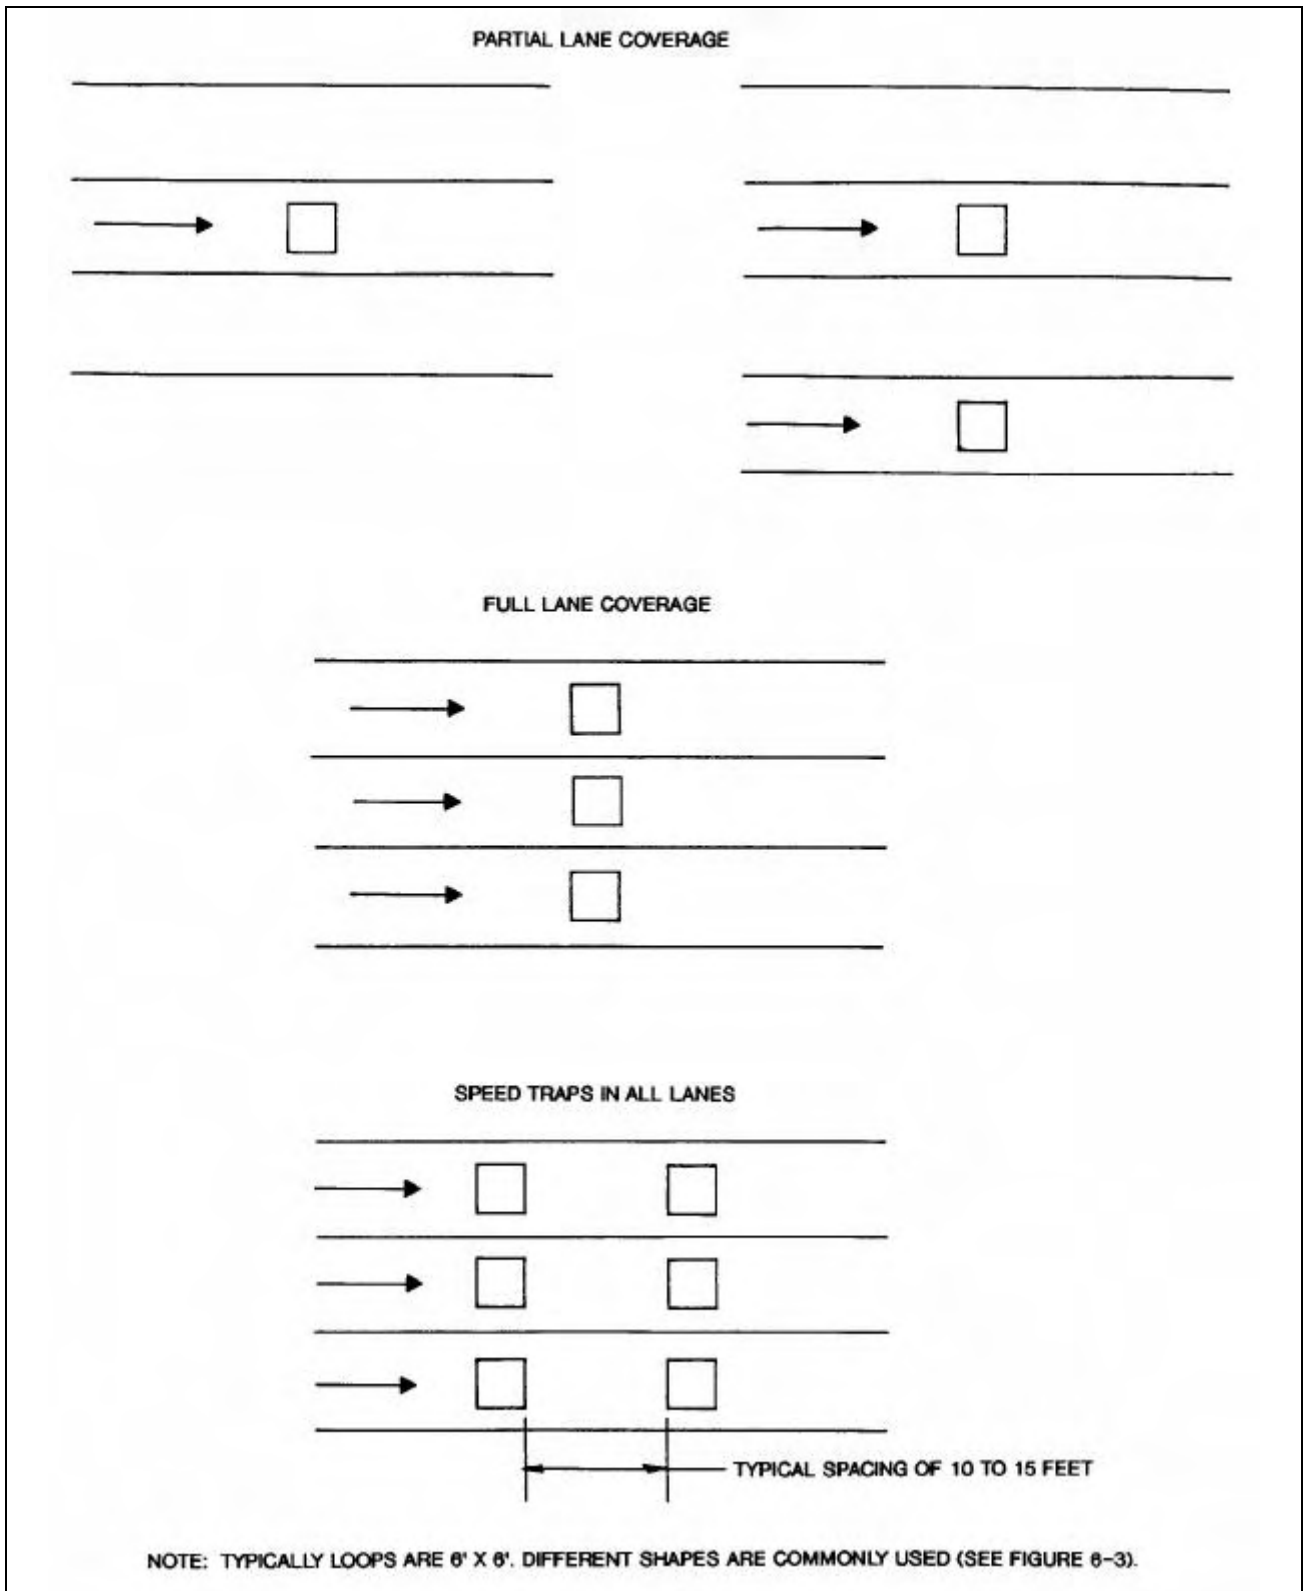 PARTIAL LANE COVERAGE
FULL LANE COVERAGE
SPEED TRAPS IN ALL LANES
TYPICAL SPACING OF 10 TO 15 FEET
NOTE: TYPICALLY LOOPS ARE 6' X 6'. DIFFERENT SHAPES ARE COMMONLY USED (SEE FIGURE 6-3).